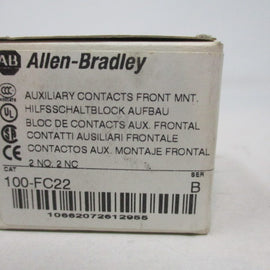 AB Allen-Bradley
AUXILIARY CONTACTS FRONT MNT.
HILFSSCHALTBLOCK AUFBAU
BLOC DE CONTACTS AUX. FRONTAL
CONTATTI AUSILIARI FRONTALE
CONTACTOS AUX. MONTAJE FRONTAL
2 NO. 2 NC
CAT SER
100-FC22 B
10662072612955